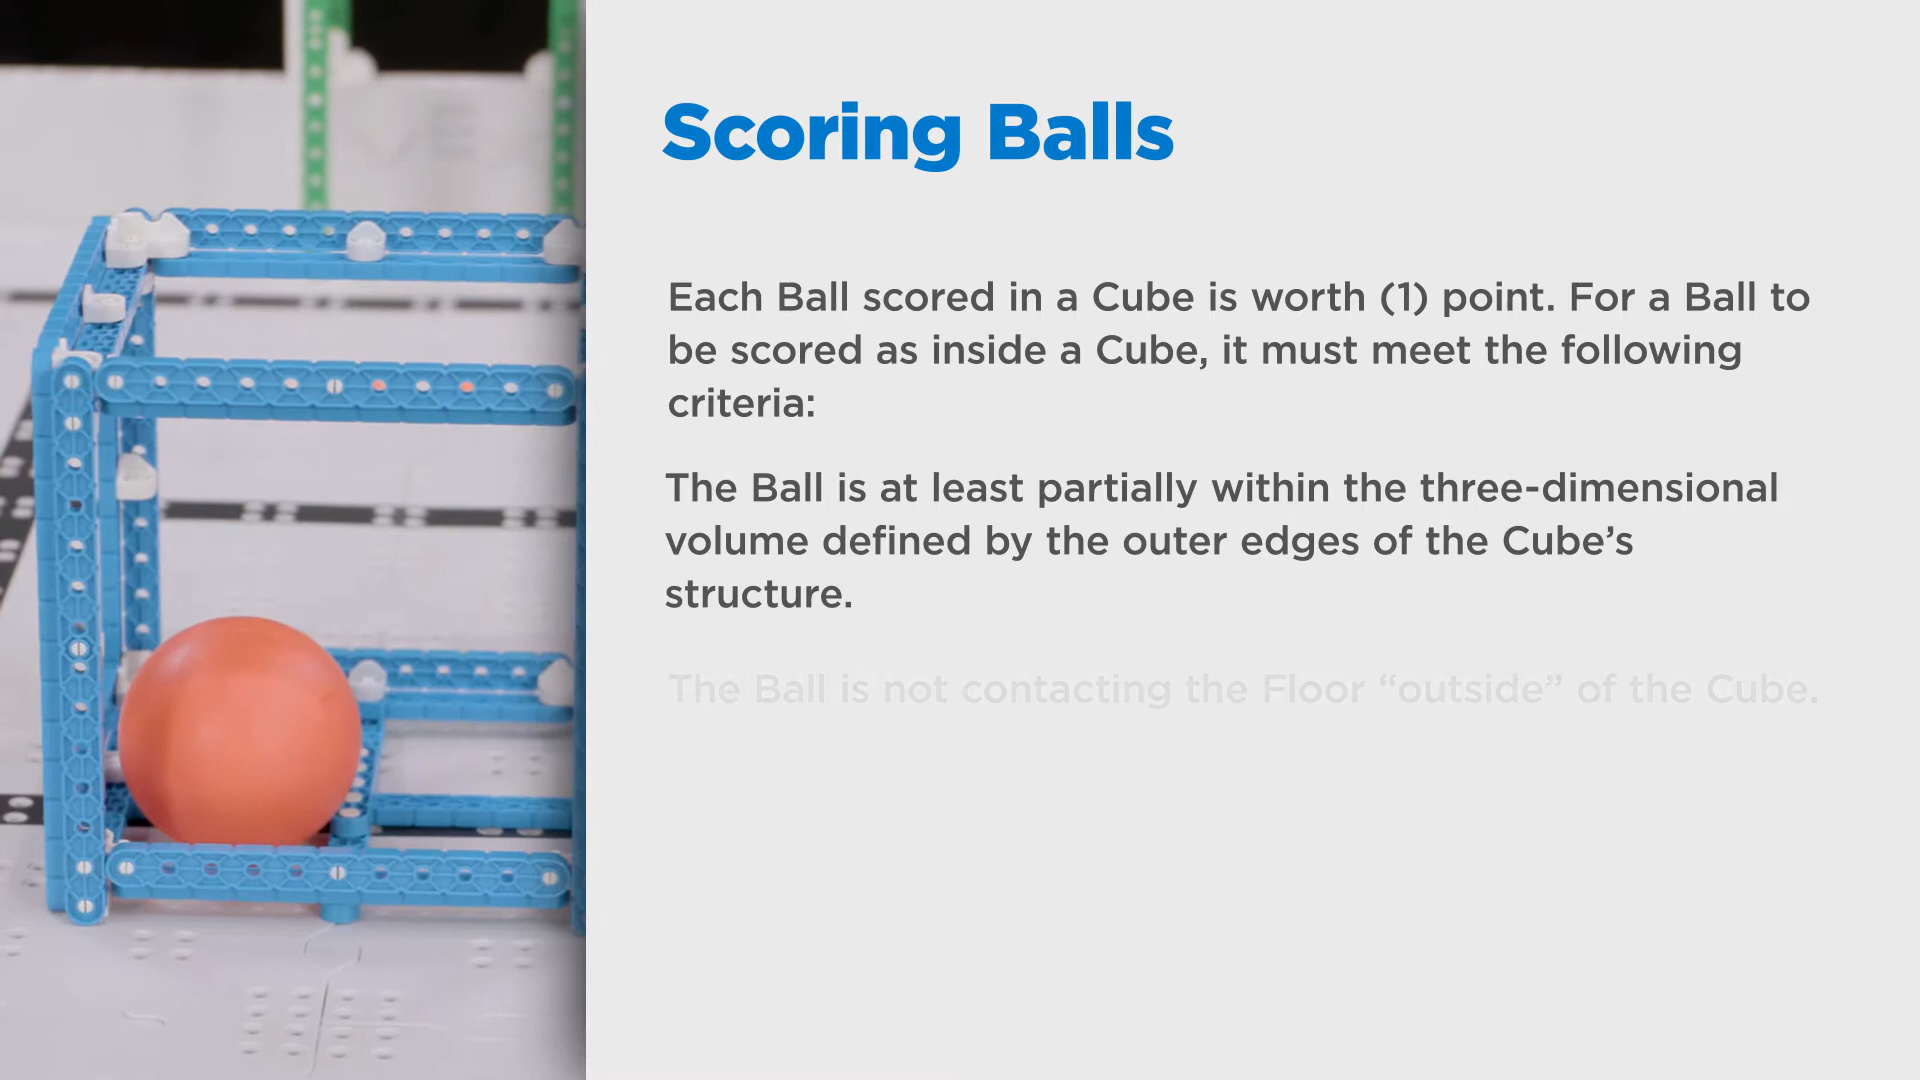 Scoring Balls
Each Ball scored in a Cube is worth (1) point. For a Ball to
be scored as inside a Cube, it must meet the following
criteria:
The Ball is at least partially within the three-dimensional
volume defined by the outer edges of the Cube’s
structure.
The Ball is not contacting the Floor “outside” of the Cube.